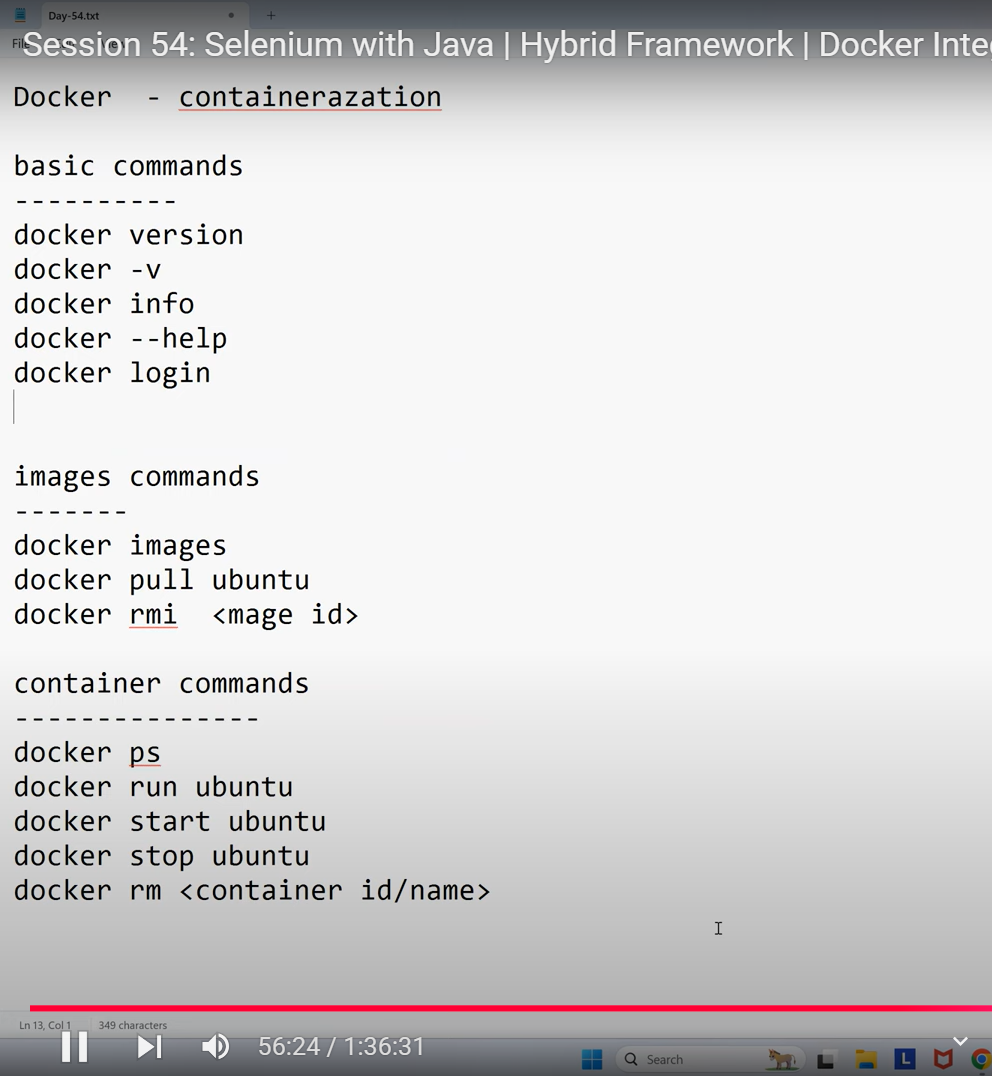 Day-54.txt
File
Session 54: Selenium with Java | Hybrid Framework | Docker Inte
Docker - containerazation
basic commands
----------
docker version
docker -v
docker info
docker --help
docker login
images commands
-------
docker images
docker pull ubuntu
docker rmi <mage id>
container commands
---------------
docker ps
docker run ubuntu
docker start ubuntu
docker stop ubuntu
docker rm <container id/name>
Ln 13, Col 1 349 characters
56:24 / 1:36:31
Search
L